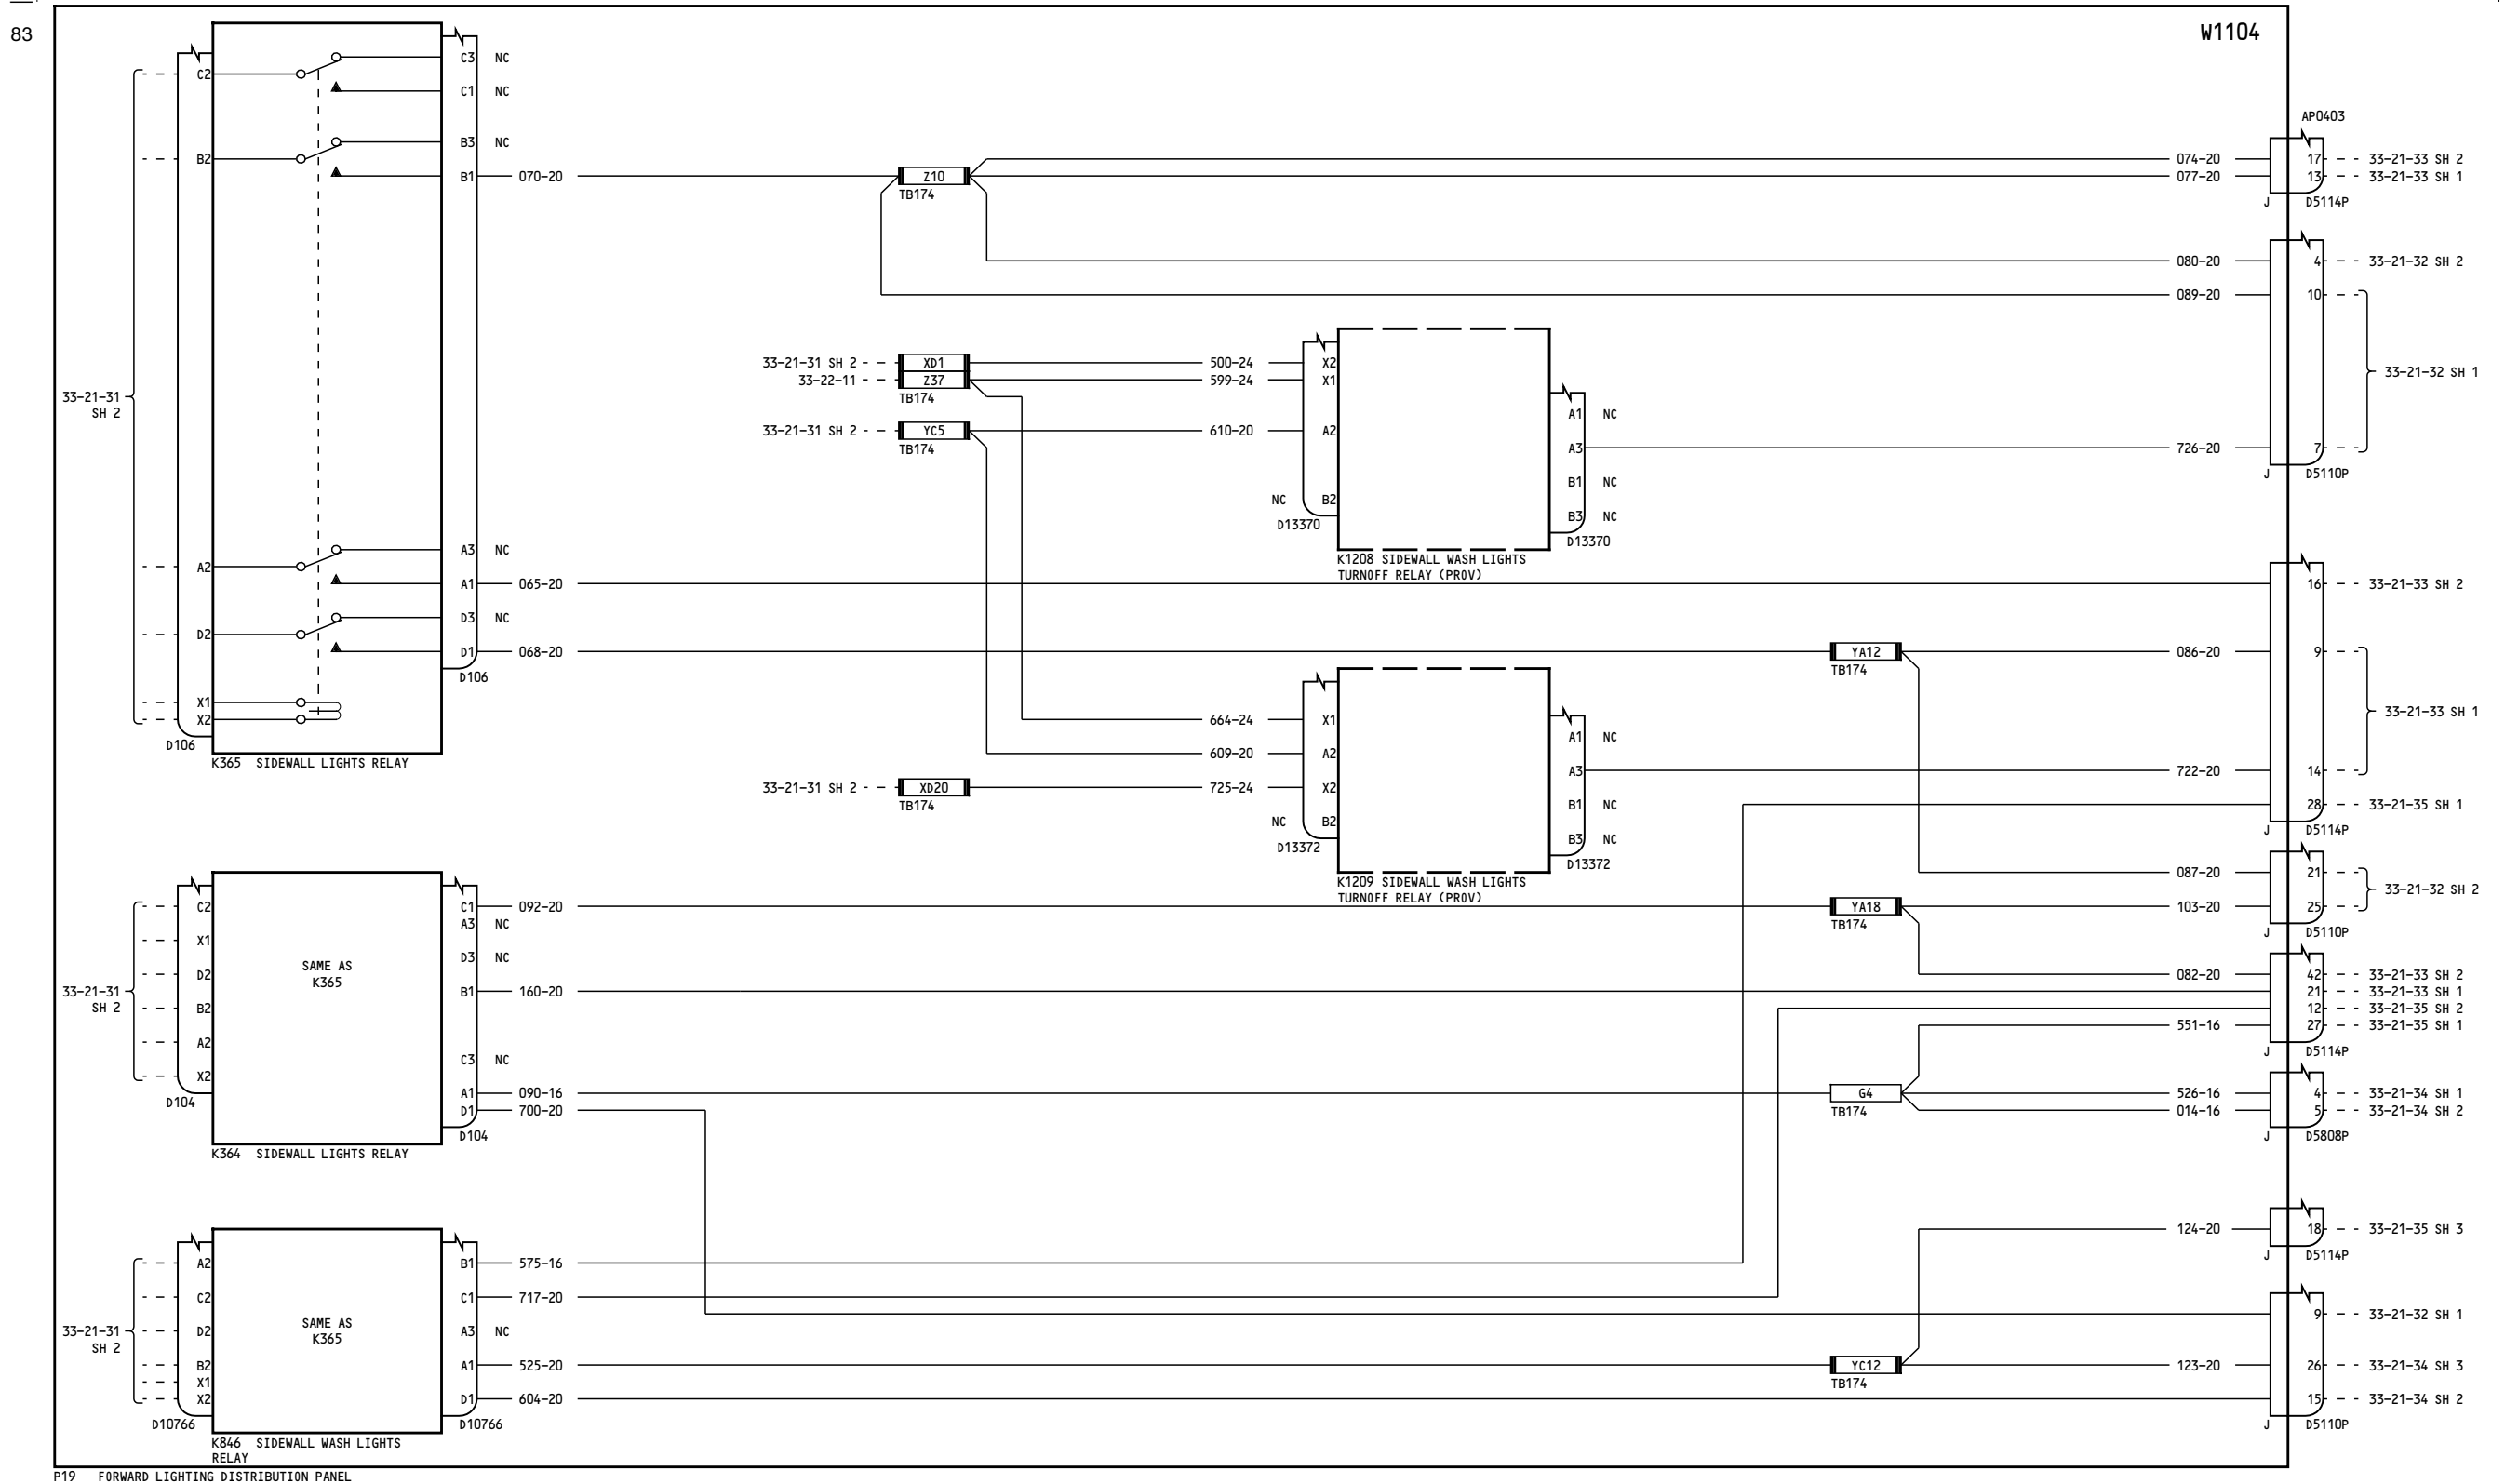 83
W1104
C2
C3 NC
C1 NC
B2
B3 NC
B1 070-20
Z10
TB174
AP0403
074-20 17 33-21-33 SH 2
077-20 13 33-21-33 SH 1
J D5114P
080-20 4 33-21-32 SH 2
089-20 10
33-21-32 SH 1
726-20 7
J D5110P
33-21-31
SH 2
33-21-31 SH 2 XD1 500-24 X2
33-22-11 Z37 599-24 X1
TB174
33-21-31 SH 2 YC5 610-20 A2
TB174
A1 NC
A3
B1 NC
NC B2
B3 NC
D13370
D13370
K1208 SIDEWALL WASH LIGHTS
TURNOFF RELAY (PROV)
A2
A3 NC
A1 065-20
16 33-21-33 SH 2
D2
D3 NC
D1 068-20
YA12
TB174
086-20 9
33-21-33 SH 1
X1
X2
D106
D106
K365 SIDEWALL LIGHTS RELAY
664-24 X1
609-20 A2
33-21-31 SH 2 XD20 725-24 X2
TB174
A1 NC
A3
722-20 14
B1 NC
28 33-21-35 SH 1
NC B2
B3 NC
D13372
D13372
J D5114P
K1209 SIDEWALL WASH LIGHTS
TURNOFF RELAY (PROV)
087-20 21
33-21-32 SH 2
103-20 25
J D5110P
33-21-31
SH 2
C2
X1
D2
B2
A2
X2
D104
SAME AS
K365
C1 092-20
A3 NC
D3 NC
B1 160-20
C3 NC
A1 090-16
D1 700-20
D104
K364 SIDEWALL LIGHTS RELAY
YA18
TB174
082-20 42 33-21-33 SH 2
21 33-21-33 SH 1
12 33-21-35 SH 2
551-16 27 33-21-35 SH 1
J D5114P
G4
TB174
526-16 4 33-21-34 SH 1
014-16 5 33-21-34 SH 2
J D5808P
33-21-31
SH 2
A2
C2
D2
B2
X1
X2
D10766
SAME AS
K365
B1 575-16
C1 717-20
A3 NC
A1 525-20
D1 604-20
D10766
K846 SIDEWALL WASH LIGHTS
RELAY
124-20 18 33-21-35 SH 3
J D5114P
9 33-21-32 SH 1
YC12
TB174
123-20 26 33-21-34 SH 3
15 33-21-34 SH 2
J D5110P
P19 FORWARD LIGHTING DISTRIBUTION PANEL